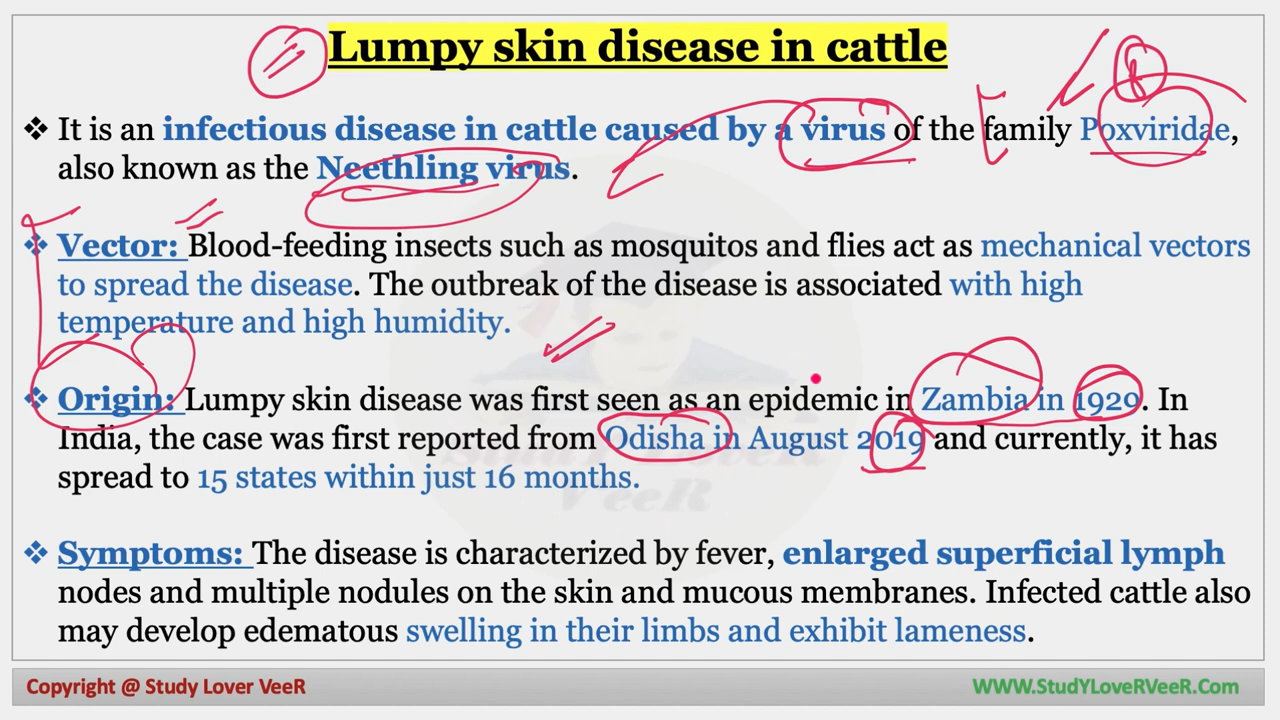 Lumpy skin disease in cattle
❖ It is an infectious disease in cattle caused by a virus of the family Poxviridae,
also known as the Neethling virus.
❖ Vector: Blood-feeding insects such as mosquitos and flies act as mechanical vectors
to spread the disease. The outbreak of the disease is associated with high
temperature and high humidity.
❖ Origin: Lumpy skin disease was first seen as an epidemic in Zambia in 1929. In
India, the case was first reported from Odisha in August 2019 and currently, it has
spread to 15 states within just 16 months.
❖ Symptoms: The disease is characterized by fever, enlarged superficial lymph
nodes and multiple nodules on the skin and mucous membranes. Infected cattle also
may develop edematous swelling in their limbs and exhibit lameness.
Study LoveR
VeeR
Copyright @ Study Lover VeeR
WWW.StudYLoveRVeeR.Com